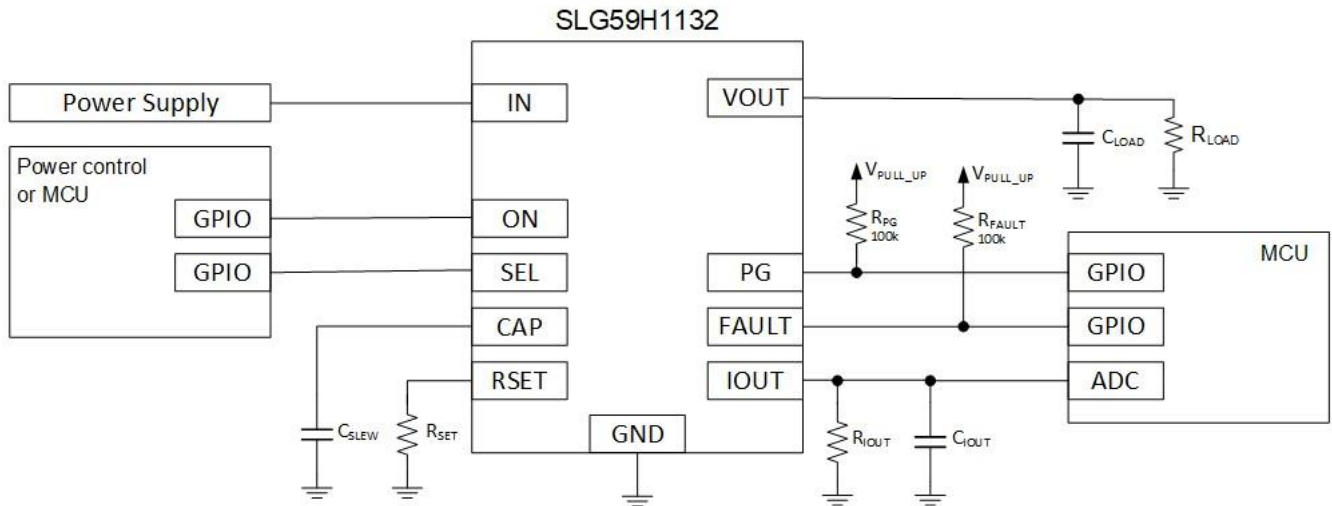 SLG59H1132
Power Supply
IN
VOUT
Power control
or MCU
GPIO
ON
GPIO
SEL
CAP
RSET
GND
C_SLEW
R_SET
C_LOAD
R_LOAD
V_PULL_UP
V_PULL_UP
R_PG
100k
R_FAULT
100k
MCU
PG
GPIO
FAULT
GPIO
IOUT
ADC
R_IOUT
C_IOUT